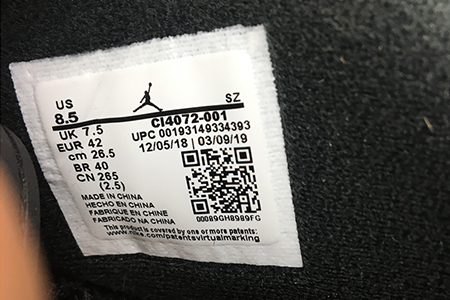 US SZ
8.5
CI4072-001
UK 7.5
UPC 00193149334393
EUR 42
12/05/18 | 03/09/19
cm 26.5
BR 40
CN 265
(2.5)
MADE IN CHINA
HECHO EN CHINA
FABRIQUE EN CHINE
FABRICADO NA CHINA
00089GH8989FG
This product is covered by one or more patents:
www.nike.com/patentsvirtualmarking